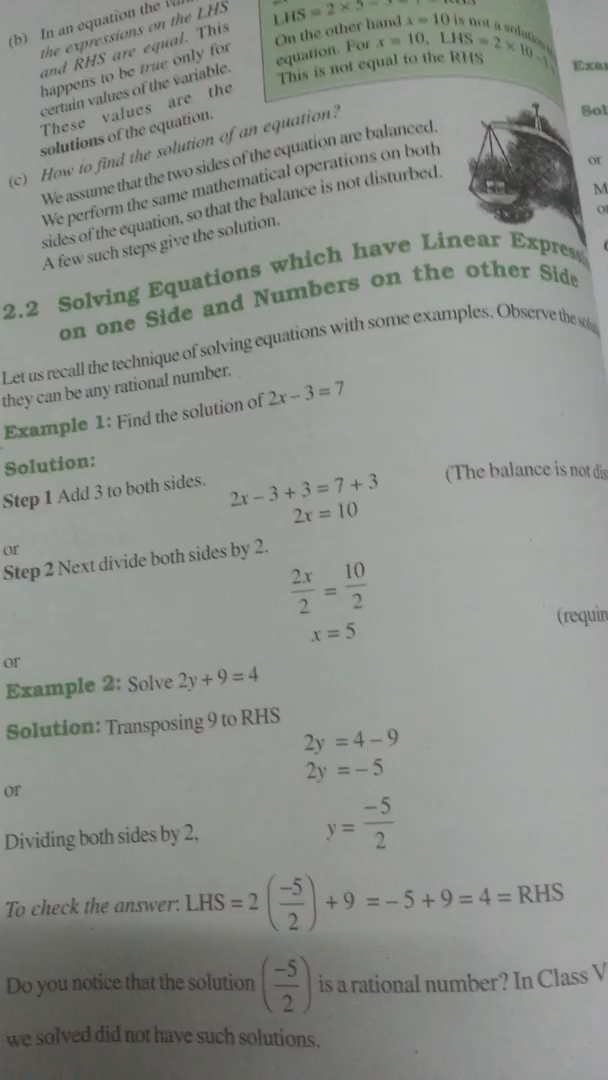 (b) In an equation the
the expressions on the LHS
and RHS are equal. This
happens to be true only for
certain values of the variable.
These values are the
solutions of the equation.
LHS = 2 × 5 – 3
On the other hand x = 10 is not a solution
equation. For x = 10, LHS = 2 × 10
This is not equal to the RHS
(c) How to find the solution of an equation?
We assume that the two sides of the equation are balanced.
We perform the same mathematical operations on both
sides of the equation, so that the balance is not disturbed.
A few such steps give the solution.
2.2 Solving Equations which have Linear Express
on one Side and Numbers on the other Side
Let us recall the technique of solving equations with some examples. Observe the
they can be any rational number.
Example 1: Find the solution of 2x – 3 = 7
Solution:
Step 1 Add 3 to both sides.
2x – 3 + 3 = 7 + 3 (The balance is not dis
or 2x = 10
Step 2 Next divide both sides by 2.
2x/2 = 10/2
or x = 5 (requir
Example 2: Solve 2y + 9 = 4
Solution: Transposing 9 to RHS
2y = 4 – 9
or 2y = – 5
Dividing both sides by 2, y = –5/2
To check the answer: LHS = 2 (–5/2) + 9 = – 5 + 9 = 4 = RHS
Do you notice that the solution (–5/2) is a rational number? In Class V
we solved did not have such solutions.
Exa
Sol
or
M